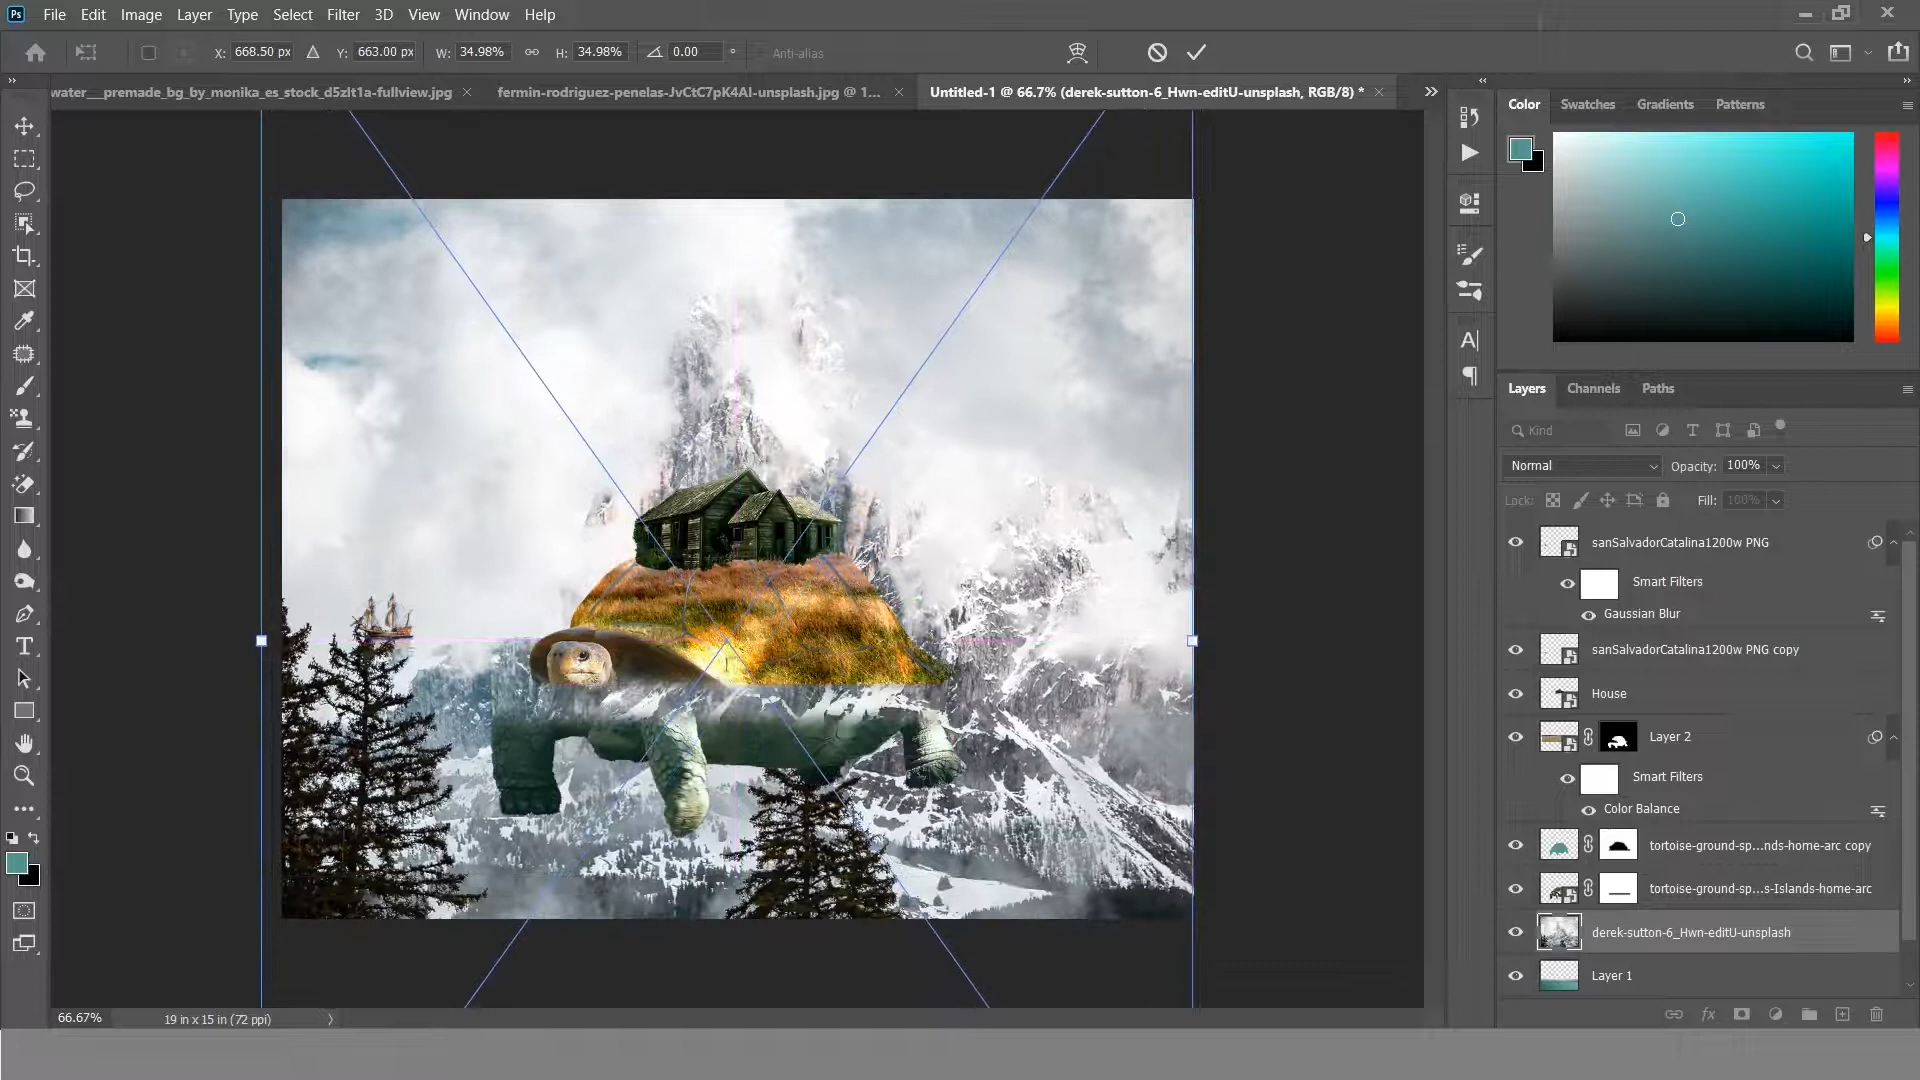 Ps File Edit Image Layer Type Select Filter 3D View Window Help
X: 668.50 px Y: 663.00 px W: 34.98% H: 34.98% 0.00 ° Anti-alias
water__premade_bg_by_monika_es_stock_d5zlt1a-fullview.jpg × fermin-rodriguez-penelas-JvCtC7pK4AI-unsplash.jpg @ 1... × Untitled-1 @ 66.7% (derek-sutton-6_Hwn-editU-unsplash, RGB/8) * ×
Color Swatches Gradients Patterns
Layers Channels Paths
Kind
Normal Opacity: 100%
Lock: Fill: 100%
sanSalvadorCatalina1200w PNG
Smart Filters
Gaussian Blur
sanSalvadorCatalina1200w PNG copy
House
Layer 2
Smart Filters
Color Balance
tortoise-ground-sp...nds-home-arc copy
tortoise-ground-sp...s-Islands-home-arc
derek-sutton-6_Hwn-editU-unsplash
Layer 1
66.67% 19 in x 15 in (72 ppi)